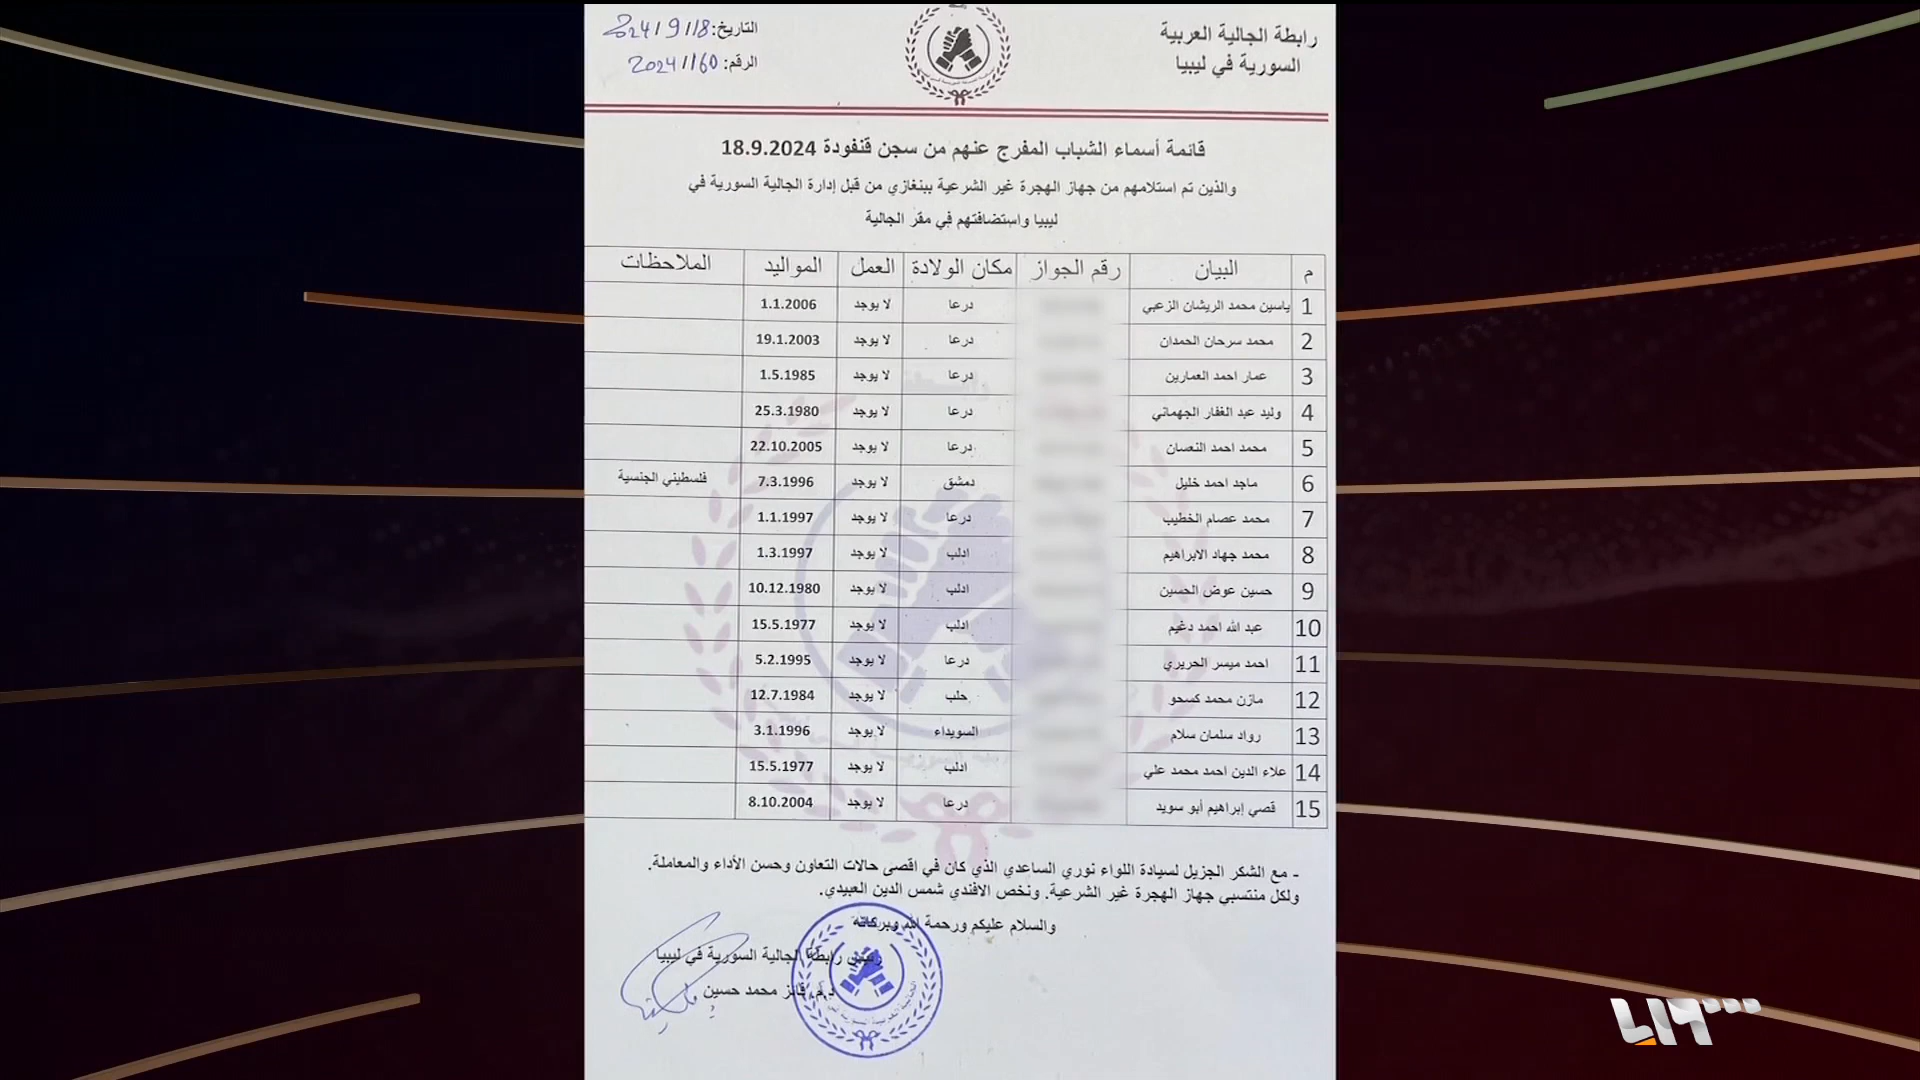 رابطة الجالية العربية
السورية في ليبيا
التاريخ: 2024/9/18
الرقم: 2024/160
قائمة أسماء الشباب المفرج عنهم من سجن قنفودة 18.9.2024
والذين تم استلامهم من جهاز الهجرة غير الشرعية ببنغازي من قبل إدارة الجالية السورية في
ليبيا واستضافتهم في مقر الجالية
م البيان رقم الجواز مكان الولادة العمل المواليد الملاحظات
1 ياسين محمد الريشان الزعبي درعا لا يوجد 1.1.2006
2 محمد سرحان الحمدان درعا لا يوجد 19.1.2003
3 عمار احمد العمارين درعا لا يوجد 1.5.1985
4 وليد عبد الغفار الجهماني درعا لا يوجد 25.3.1980
5 محمد احمد النعسان درعا لا يوجد 22.10.2005
6 ماجد احمد خليل دمشق لا يوجد 7.3.1996 فلسطيني الجنسية
7 محمد عصام الخطيب درعا لا يوجد 1.1.1997
8 محمد جهاد الابراهيم ادلب لا يوجد 1.3.1997
9 حسين عوض الحسين ادلب لا يوجد 10.12.1980
10 عبد الله احمد دغيم ادلب لا يوجد 15.5.1977
11 احمد ميسر الحريري درعا لا يوجد 5.2.1995
12 مازن محمد كسحو حلب لا يوجد 12.7.1984
13 رواد سلمان سلام السويداء لا يوجد 3.1.1996
14 علاء الدين احمد محمد علي ادلب لا يوجد 15.5.1977
15 قصي إبراهيم أبو سويد درعا لا يوجد 8.10.2004
- مع الشكر الجزيل لسيادة اللواء نوري الساعدي الذي كان في اقصى حالات التعاون وحسن الأداء والمعاملة.
ولكل منتسبي جهاز الهجرة غير الشرعية. ونخص الافندي شمس الدين العبيدي.
والسلام عليكم ورحمة الله وبركاته
رئيس رابطة الجالية السورية في ليبيا
د.م. فائز محمد حسين